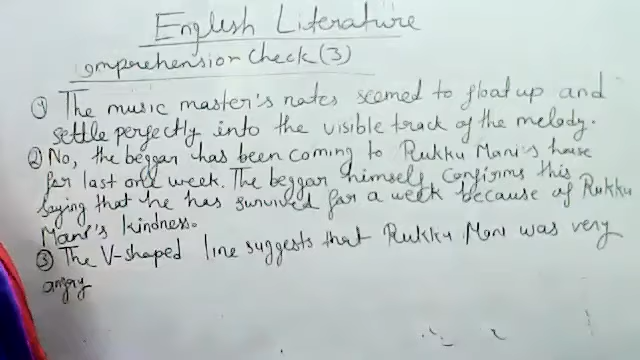 English Literature
omprehension check (3)
① The music master's notes seemed to float up and
settle perfectly into the visible track of the melody.
② No, the beggar has been coming to Rukku Mani's house
for last one week. The beggar himself confirms this
saying that he has survived for a week because of Rukku
Mani's kindness.
③ The V-shaped line suggests that Rukku Mani was very
angry